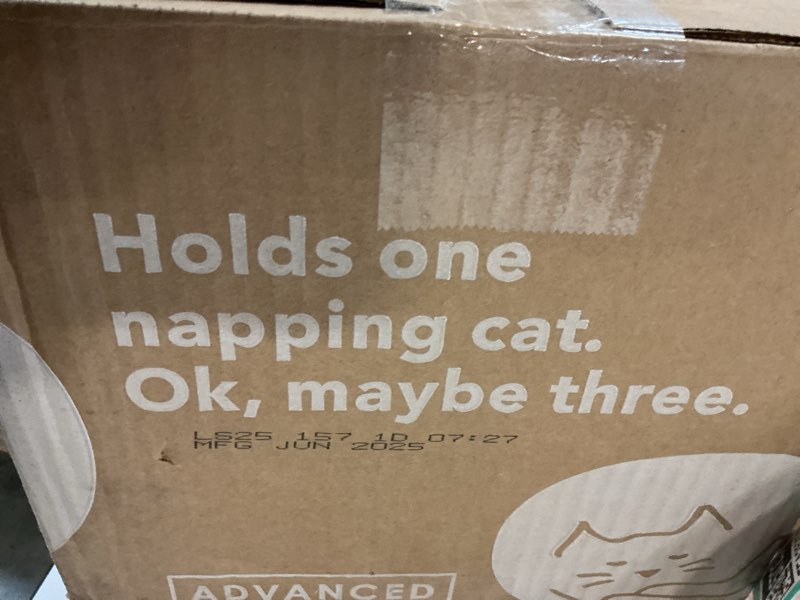 Holds one
napping cat.
Ok, maybe three.
LS25 157 1D 07:27
MFG JUN 2025
ADVANCED